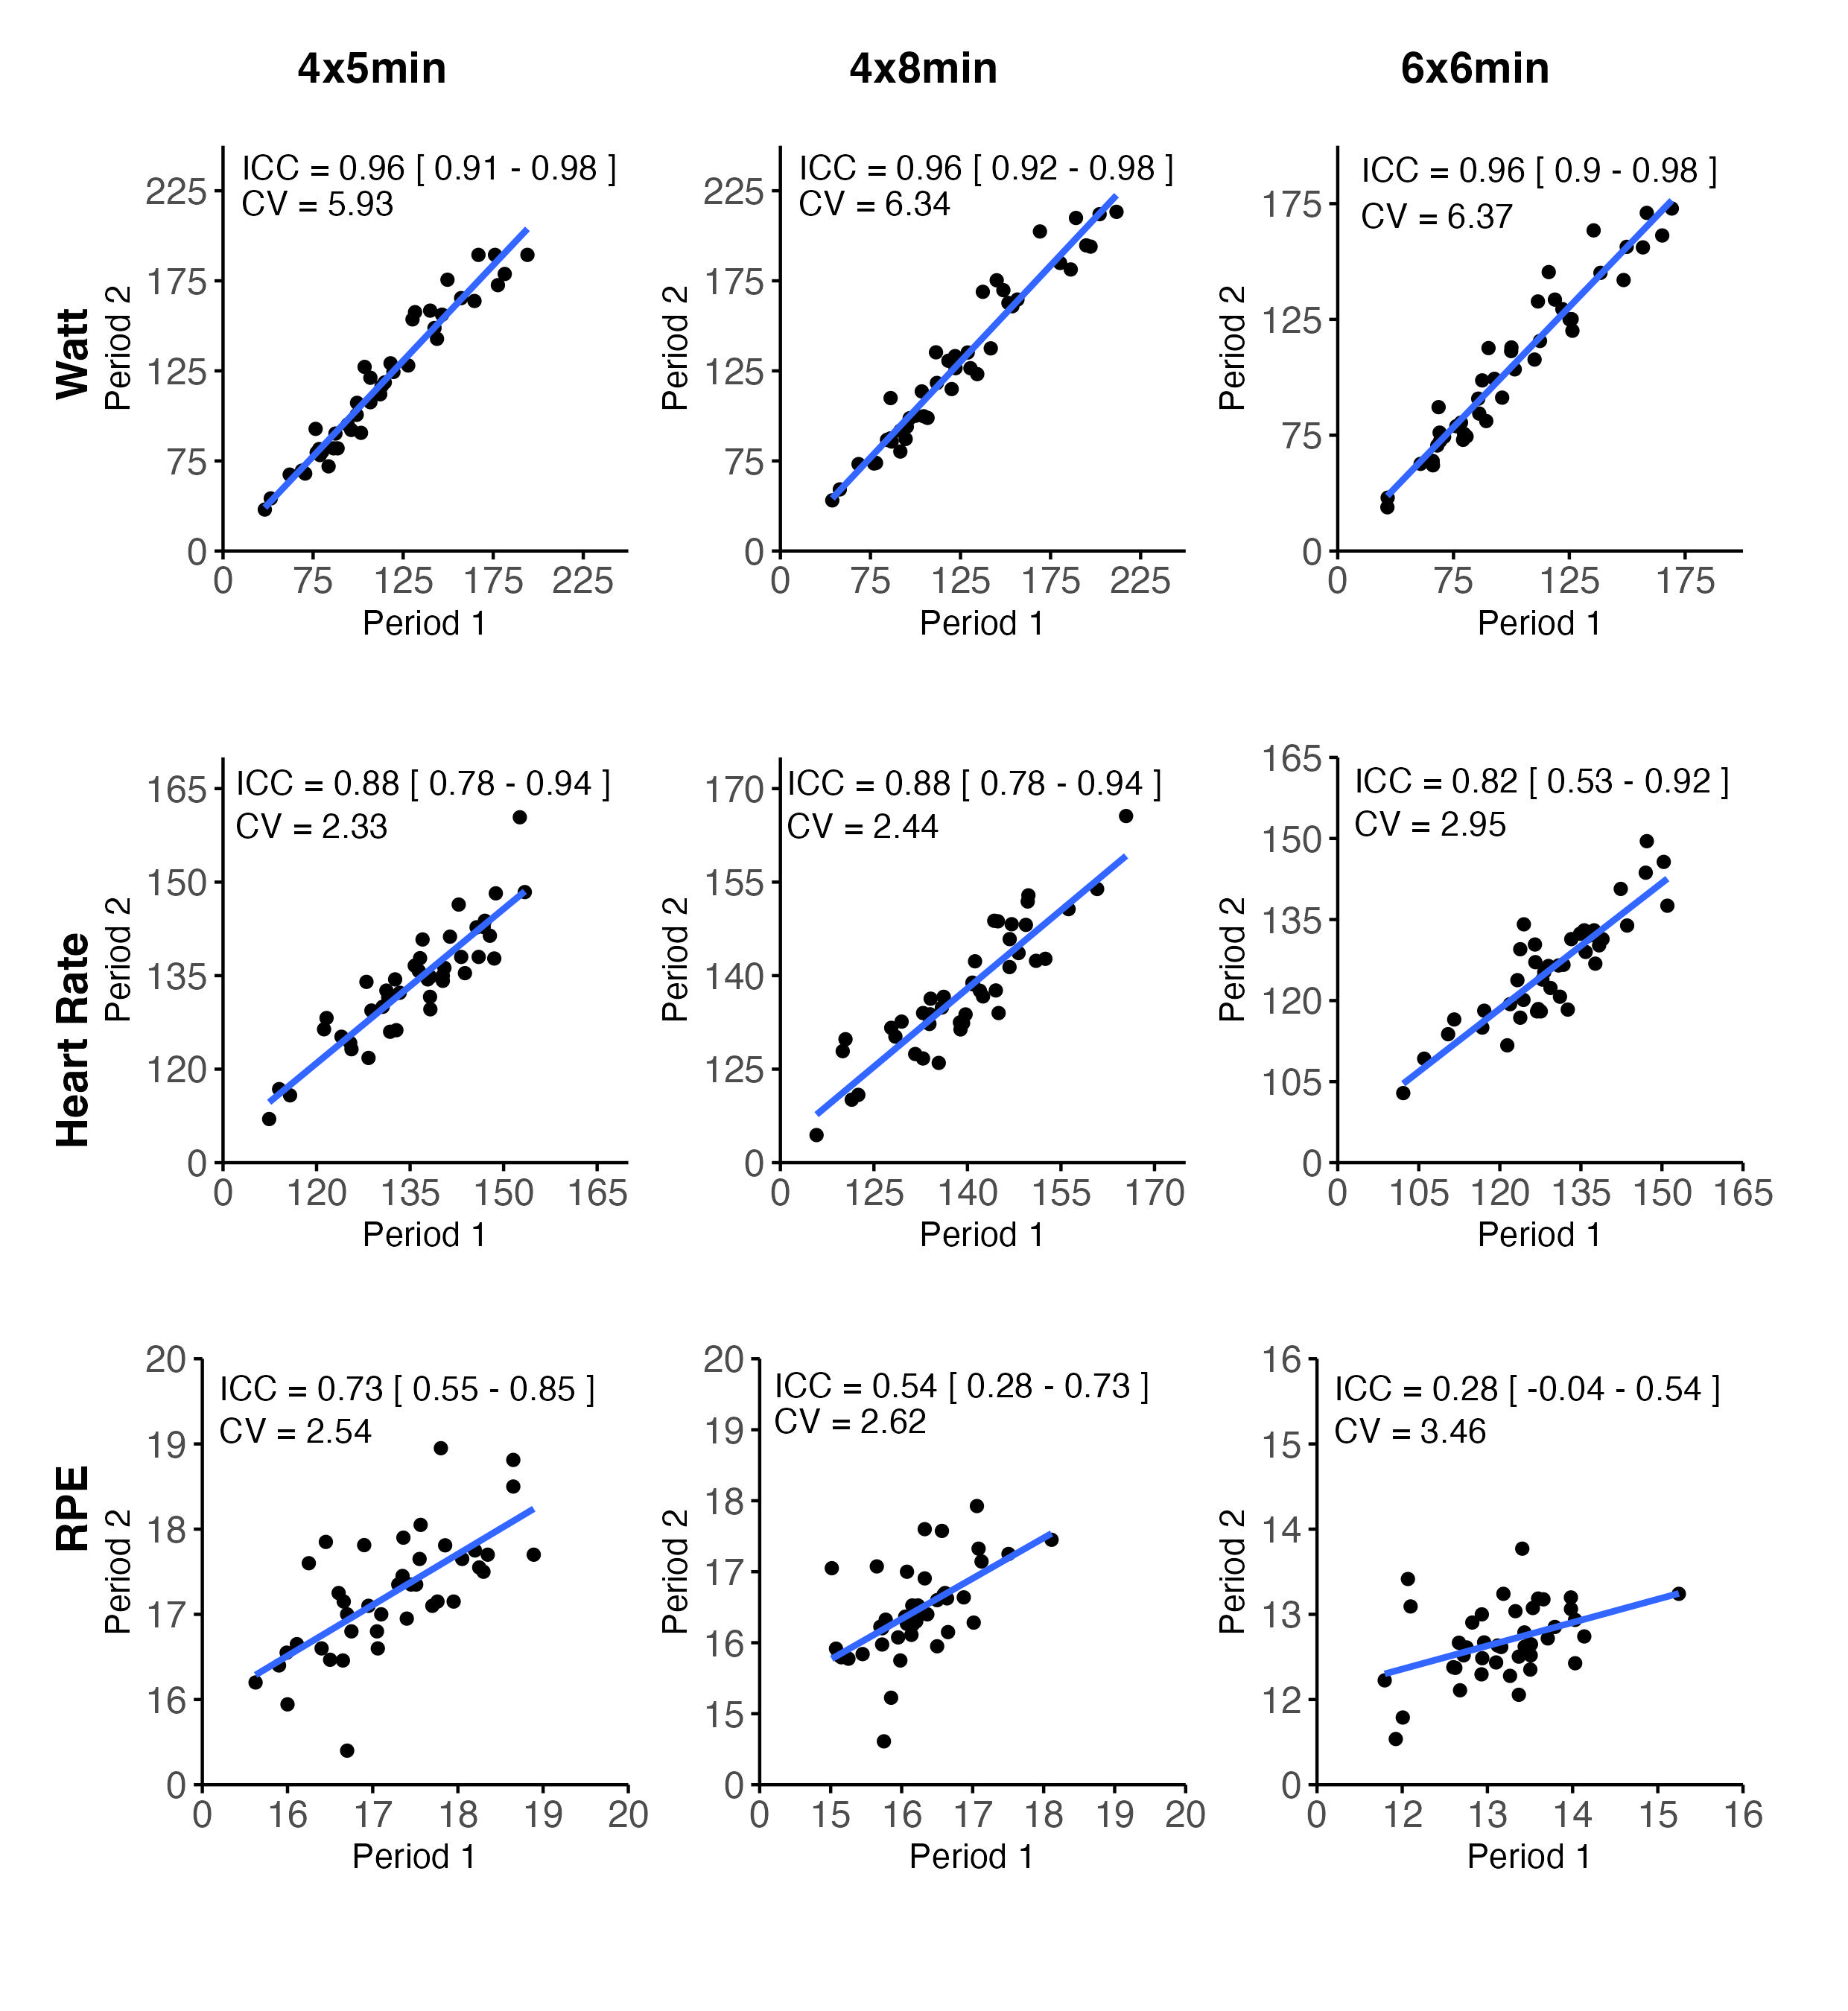 4x5min 4x8min 6x6min
Watt
Period 2
ICC = 0.96 [ 0.91 - 0.98 ]
CV = 5.93
225
175
125
75
0
0 75 125 175 225
Period 1
Period 2
ICC = 0.96 [ 0.92 - 0.98 ]
CV = 6.34
225
175
125
75
0
0 75 125 175 225
Period 1
Period 2
ICC = 0.96 [ 0.9 - 0.98 ]
CV = 6.37
175
125
75
0
0 75 125 175
Period 1
Heart Rate
Period 2
ICC = 0.88 [ 0.78 - 0.94 ]
CV = 2.33
165
150
135
120
0
0 120 135 150 165
Period 1
Period 2
ICC = 0.88 [ 0.78 - 0.94 ]
CV = 2.44
170
155
140
125
0
0 125 140 155 170
Period 1
Period 2
ICC = 0.82 [ 0.53 - 0.92 ]
CV = 2.95
165
150
135
120
105
0
0 105 120 135 150 165
Period 1
RPE
Period 2
ICC = 0.73 [ 0.55 - 0.85 ]
CV = 2.54
20
19
18
17
16
0
0 16 17 18 19 20
Period 1
Period 2
ICC = 0.54 [ 0.28 - 0.73 ]
CV = 2.62
20
19
18
17
16
15
0
0 15 16 17 18 19 20
Period 1
Period 2
ICC = 0.28 [ -0.04 - 0.54 ]
CV = 3.46
16
15
14
13
12
0
0 12 13 14 15 16
Period 1